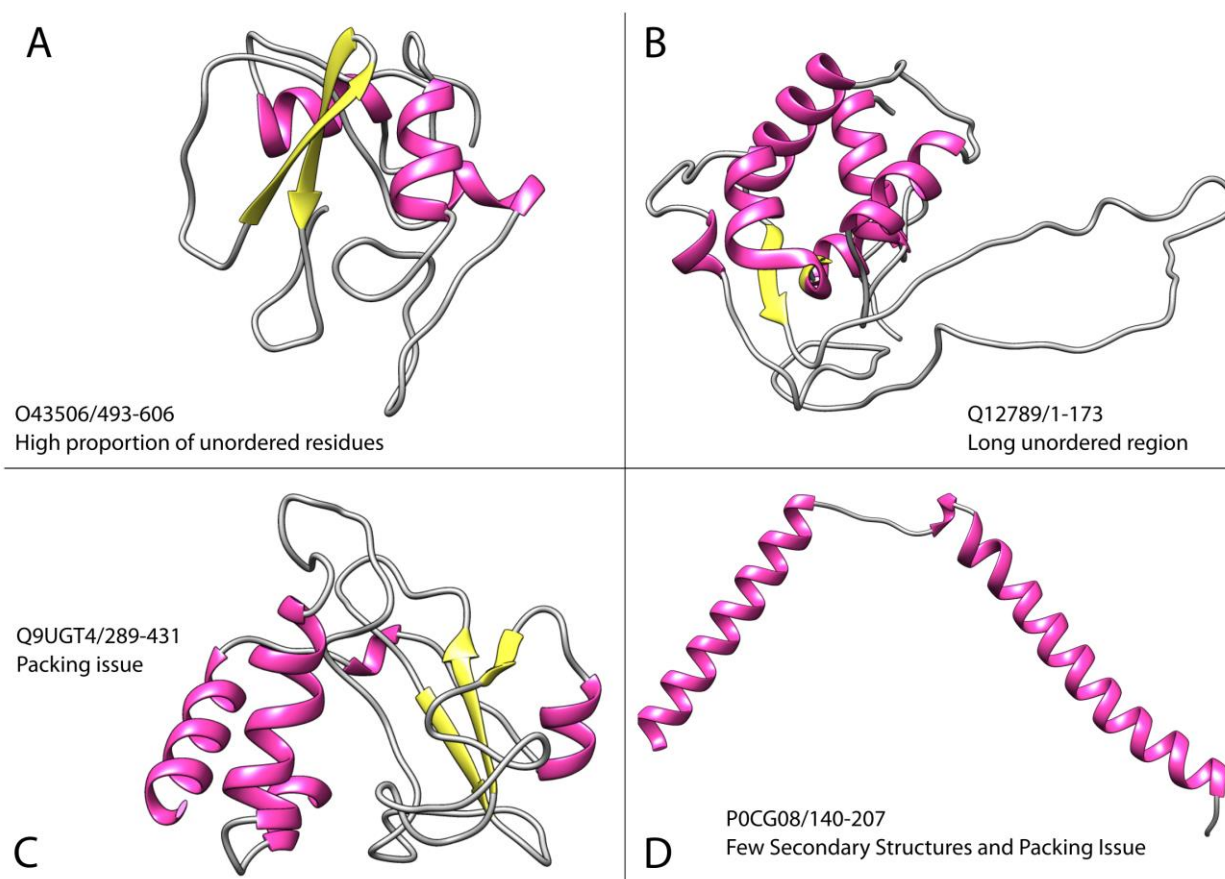 A
O43506/493-606
High proportion of unordered residues
B
Q12789/1-173
Long unordered region
Q9UGT4/289-431
Packing issue
C
P0CG08/140-207
Few Secondary Structures and Packing Issue
D